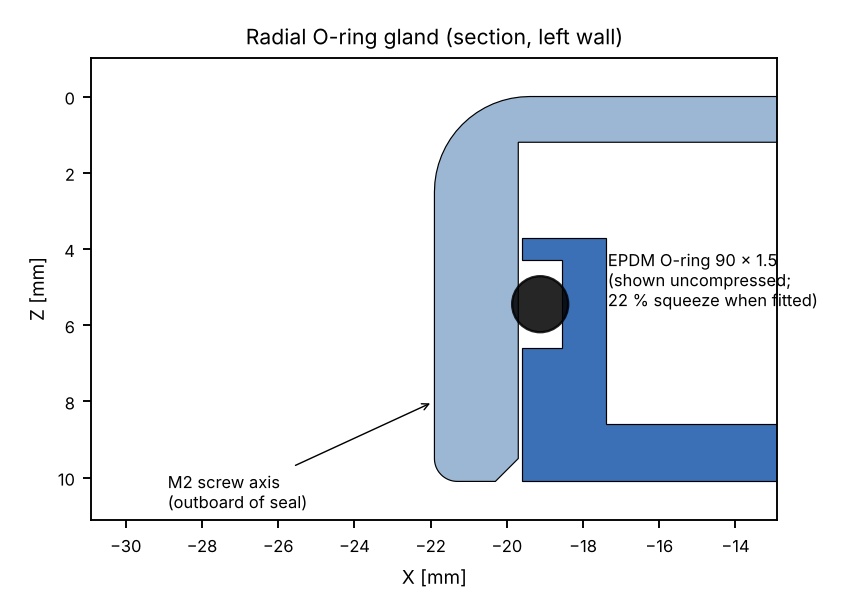 Radial O-ring gland (section, left wall)
0
2
4
6
8
10
Z [mm]
EPDM O-ring 90 × 1.5
(shown uncompressed;
22 % squeeze when fitted)
M2 screw axis
(outboard of seal)
−30
−28
−26
−24
−22
−20
−18
−16
−14
X [mm]